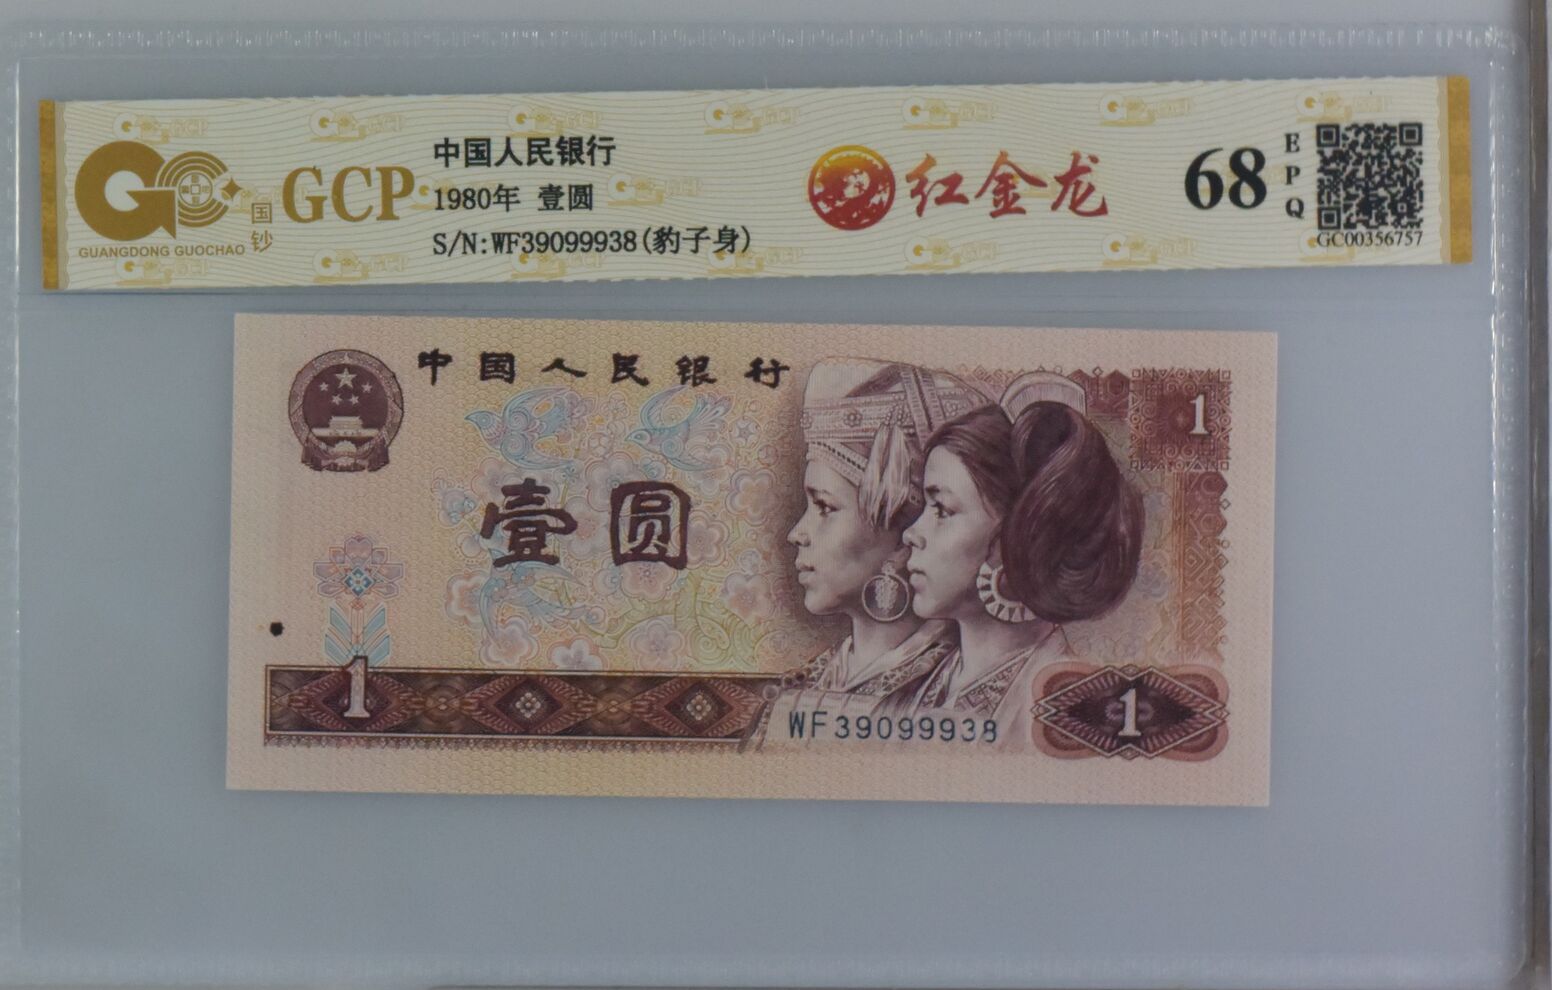 GCP
国钞
GUANGDONG GUOCHAO
中国人民银行
1980年 壹圆
S/N:WF39099938(豹子身)
红金龙
68
EPQ
GC00356757
中国人民银行
1
壹圆
1
WF39099938
1